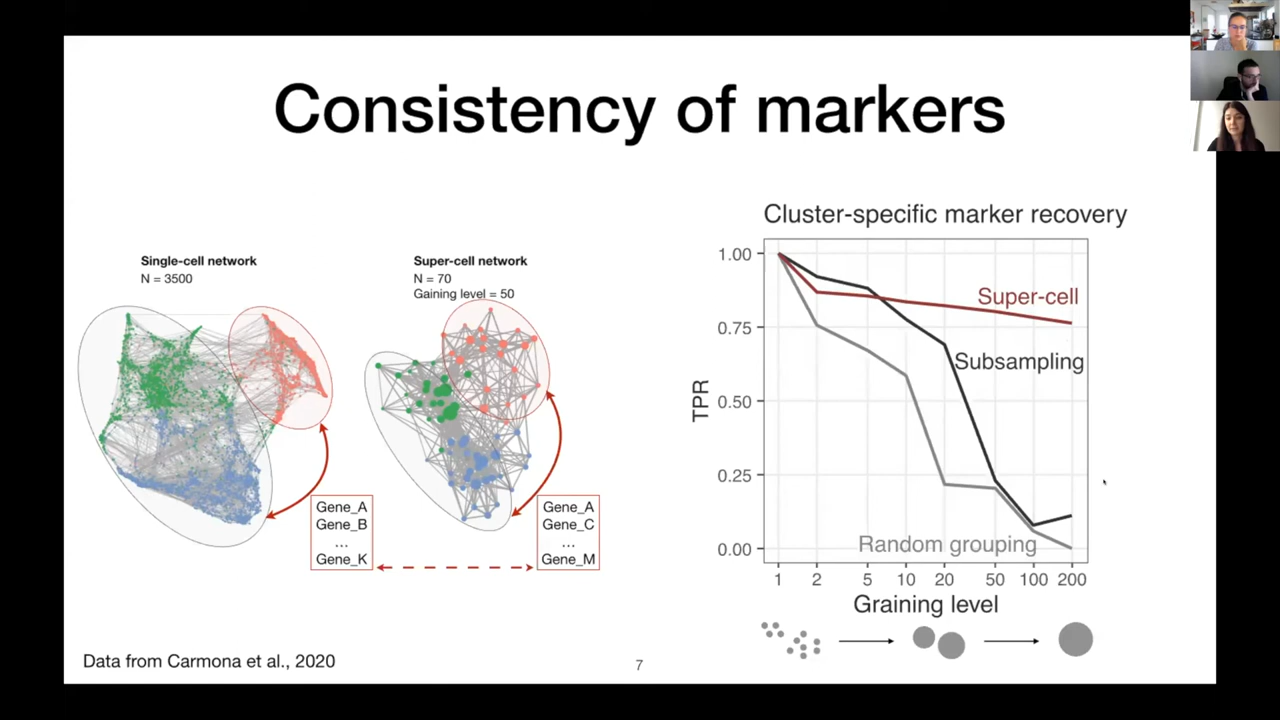 Consistency of markers
Single-cell network
N = 3500
Super-cell network
N = 70
Gaining level = 50
Gene_A
Gene_B
...
Gene_K
Gene_A
Gene_C
...
Gene_M
Cluster-specific marker recovery
TPR
1.00
0.75
0.50
0.25
0.00
Super-cell
Subsampling
Random grouping
1 2 5 10 20 50 100 200
Graining level
Data from Carmona et al., 2020
7